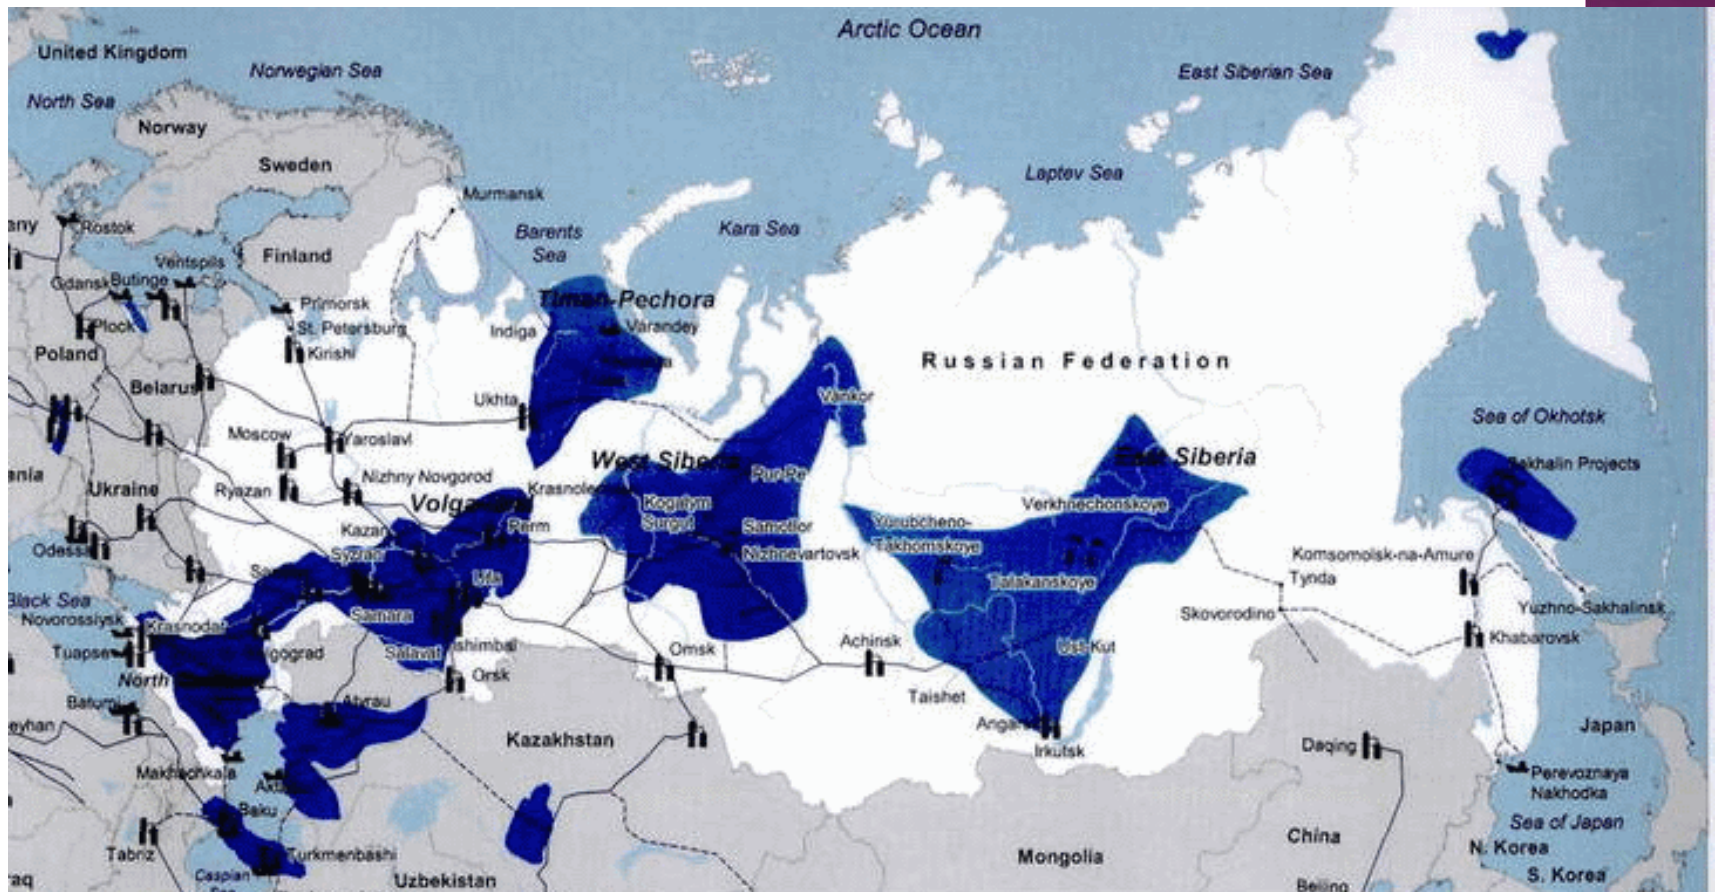 Arctic Ocean
United Kingdom
Norwegian Sea
East Siberian Sea
North Sea
Norway
Sweden
Laptev Sea
Murmansk
Kara Sea
Barents
Sea
Rostok
Finland
Ventspils
Gdansk
Butinge
Primorsk
Timan-Pechora
Plock
St. Petersburg
Indiga
Varandey
Kirishi
Poland
Russian Federation
Belarus
Vankor
Ukhta
Sea of Okhotsk
Moscow
Yaroslavl
West Siberia
East Siberia
Sakhalin Projects
Nizhny Novgorod
Pur-Pe
Ukraine
Ryazan
Kogalym
Surgut
Verkhnechonskoye
Kazan
Perm
Samotlor
Yurubcheno-
Takhomskoye
Odessa
Syzran
Nizhnevartovsk
Komsomolsk-na-Amure
Ufa
Talakanskoye
Tynda
Black Sea
Novorossiysk
Krasnodar
Samara
Skovorodino
Yuzhno-Sakhalinsk
Tuapse
Salavat
Ishimbai
Omsk
Achinsk
Ust-Kut
Khabarovsk
North
Orsk
Taishet
Batumi
Atyrau
Angarsk
Irkutsk
Kazakhstan
Daqing
Japan
Makhachkala
Perevoznaya
Nakhodka
Baku
Sea of Japan
Tabriz
Turkmenbashi
China
Mongolia
N. Korea
Caspian
Uzbekistan
S. Korea
Beijing